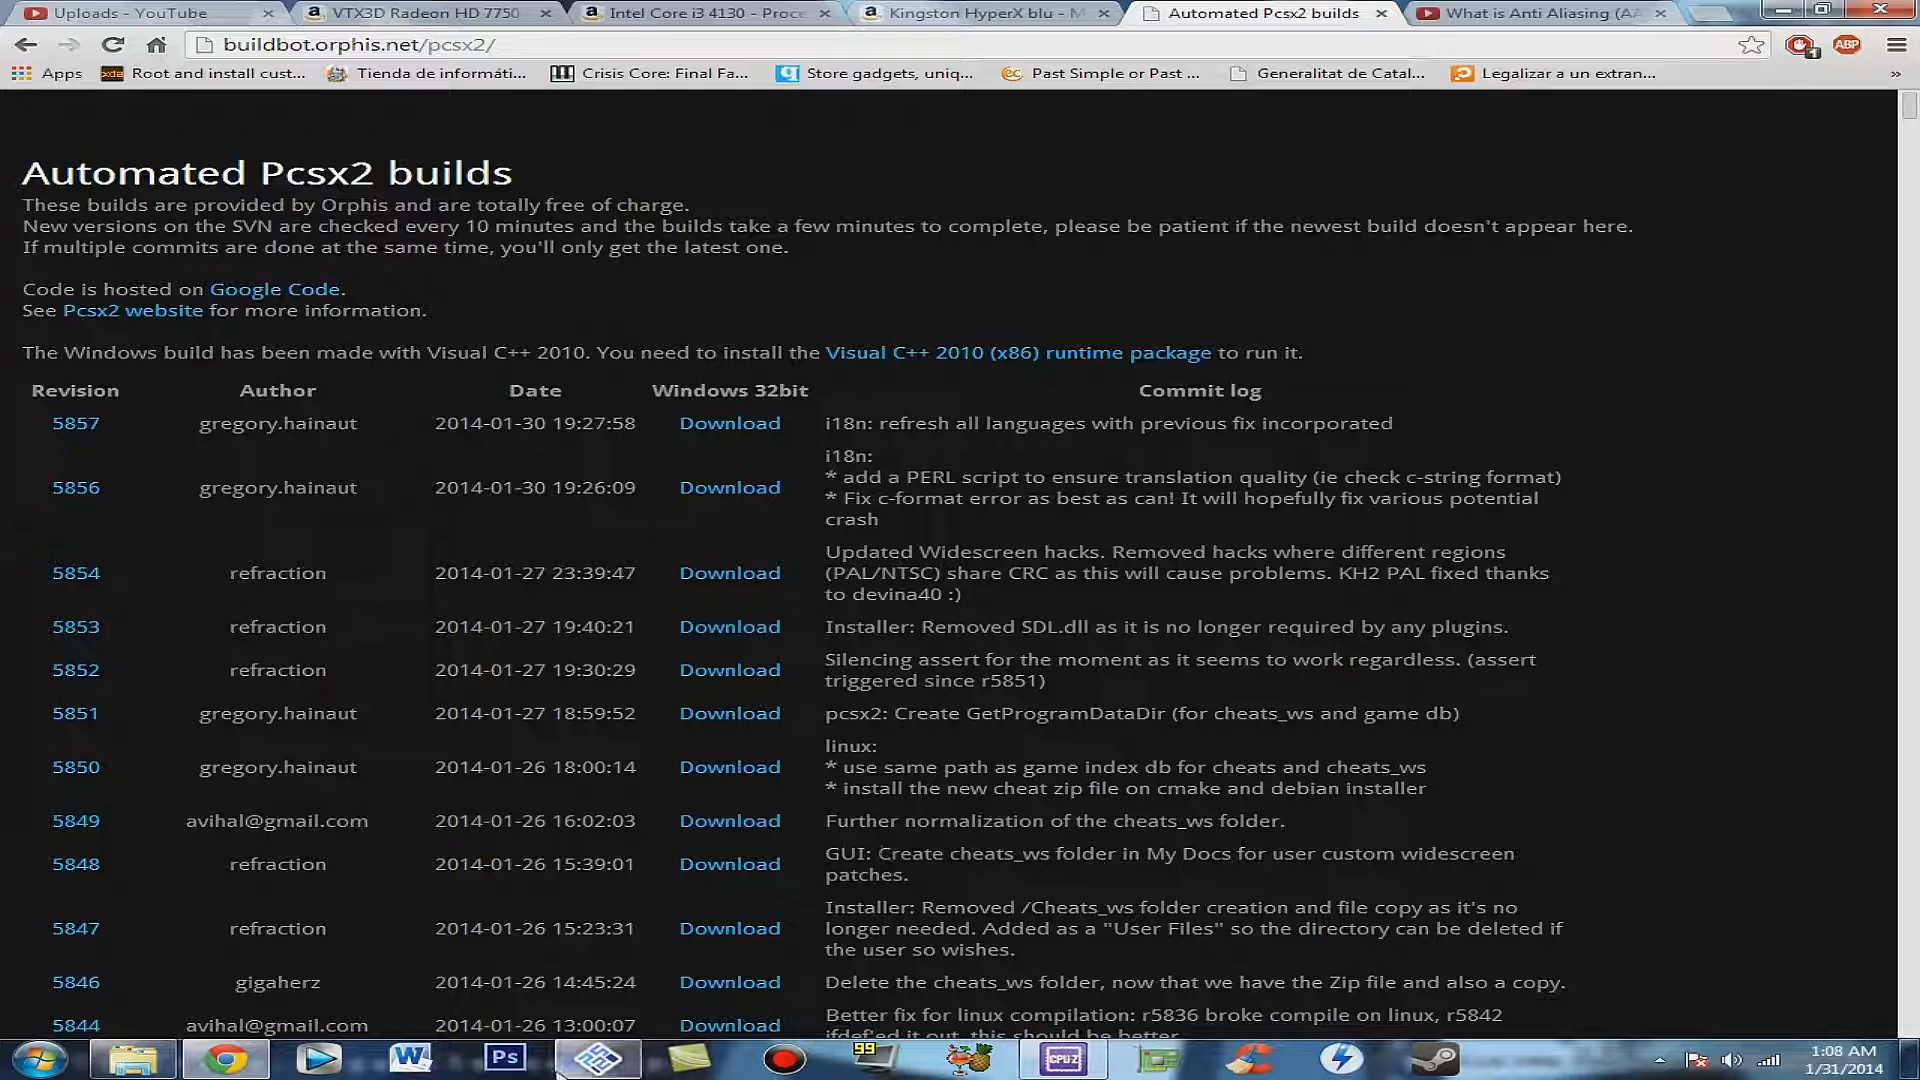 Uploads - YouTube
VTX3D Radeon HD 7750
Intel Core i3 4130 - Proce
Kingston HyperX blu - M
Automated Pcsx2 builds
What is Anti Aliasing (AA
buildbot.orphis.net/pcsx2/
ABP
Apps
Root and install cust...
Tienda de informáti...
Crisis Core: Final Fa...
Store gadgets, uniq...
Past Simple or Past ...
Generalitat de Catal...
Legalizar a un extran...
Automated Pcsx2 builds
These builds are provided by Orphis and are totally free of charge.
New versions on the SVN are checked every 10 minutes and the builds take a few minutes to complete, please be patient if the newest build doesn't appear here.
If multiple commits are done at the same time, you'll only get the latest one.
Code is hosted on Google Code.
See Pcsx2 website for more information.
The Windows build has been made with Visual C++ 2010. You need to install the Visual C++ 2010 (x86) runtime package to run it.
Revision Author Date Windows 32bit Commit log
5857 gregory.hainaut 2014-01-30 19:27:58 Download i18n: refresh all languages with previous fix incorporated
5856 gregory.hainaut 2014-01-30 19:26:09 Download i18n:
* add a PERL script to ensure translation quality (ie check c-string format)
* Fix c-format error as best as can! It will hopefully fix various potential
crash
5854 refraction 2014-01-27 23:39:47 Download Updated Widescreen hacks. Removed hacks where different regions
(PAL/NTSC) share CRC as this will cause problems. KH2 PAL fixed thanks
to devina40 :)
5853 refraction 2014-01-27 19:40:21 Download Installer: Removed SDL.dll as it is no longer required by any plugins.
5852 refraction 2014-01-27 19:30:29 Download Silencing assert for the moment as it seems to work regardless. (assert
triggered since r5851)
5851 gregory.hainaut 2014-01-27 18:59:52 Download pcsx2: Create GetProgramDataDir (for cheats_ws and game db)
5850 gregory.hainaut 2014-01-26 18:00:14 Download linux:
* use same path as game index db for cheats and cheats_ws
* install the new cheat zip file on cmake and debian installer
5849 avihal@gmail.com 2014-01-26 16:02:03 Download Further normalization of the cheats_ws folder.
5848 refraction 2014-01-26 15:39:01 Download GUI: Create cheats_ws folder in My Docs for user custom widescreen
patches.
5847 refraction 2014-01-26 15:23:31 Download Installer: Removed /Cheats_ws folder creation and file copy as it's no
longer needed. Added as a "User Files" so the directory can be deleted if
the user so wishes.
5846 gigaherz 2014-01-26 14:45:24 Download Delete the cheats_ws folder, now that we have the Zip file and also a copy.
5844 avihal@gmail.com 2014-01-26 13:00:07 Download Better fix for linux compilation: r5836 broke compile on linux, r5842
ifdef'ed it out, this should be better.
Ps
99
CPU-Z
1:08 AM
1/31/2014